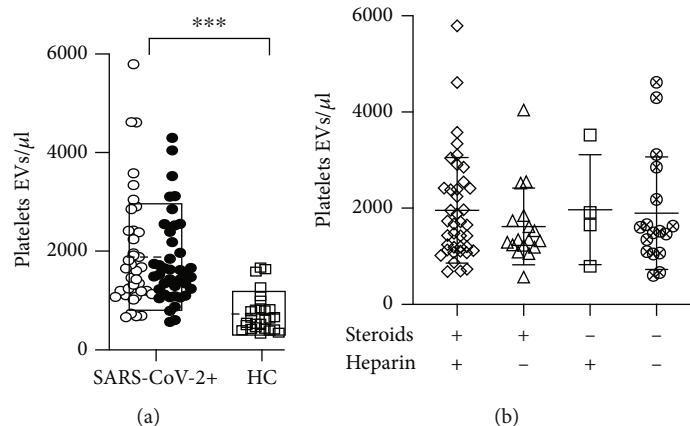 ***
6000
4000
2000
0
Platelets EVs/μl
SARS-CoV-2+ HC
(a)
6000
4000
2000
0
Platelets EVs/μl
Steroids + + − −
Heparin + − + −
(b)